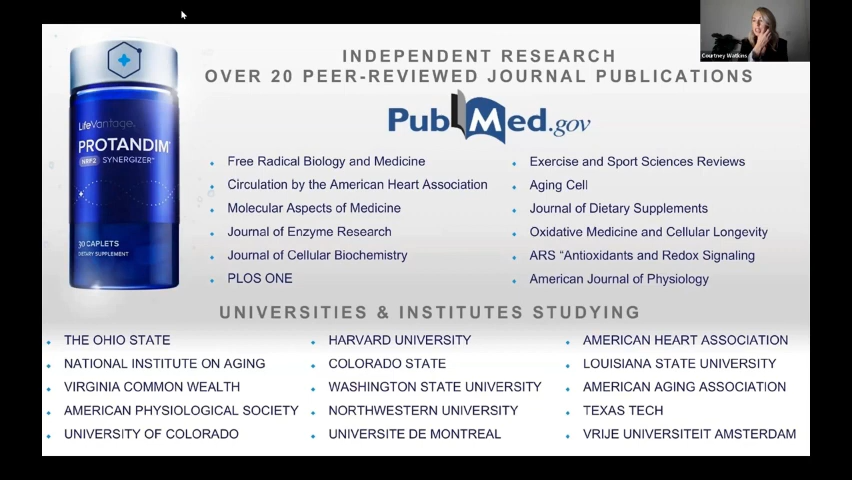 Courtney Watkins
INDEPENDENT RESEARCH
OVER 20 PEER-REVIEWED JOURNAL PUBLICATIONS
PubMed.gov
LifeVantage
PROTANDIM
NRF2 SYNERGIZER
30 CAPLETS
DIETARY SUPPLEMENT
Free Radical Biology and Medicine
Circulation by the American Heart Association
Molecular Aspects of Medicine
Journal of Enzyme Research
Journal of Cellular Biochemistry
PLOS ONE
Exercise and Sport Sciences Reviews
Aging Cell
Journal of Dietary Supplements
Oxidative Medicine and Cellular Longevity
ARS “Antioxidants and Redox Signaling
American Journal of Physiology
UNIVERSITIES & INSTITUTES STUDYING
THE OHIO STATE
NATIONAL INSTITUTE ON AGING
VIRGINIA COMMON WEALTH
AMERICAN PHYSIOLOGICAL SOCIETY
UNIVERSITY OF COLORADO
HARVARD UNIVERSITY
COLORADO STATE
WASHINGTON STATE UNIVERSITY
NORTHWESTERN UNIVERSITY
UNIVERSITE DE MONTREAL
AMERICAN HEART ASSOCIATION
LOUISIANA STATE UNIVERSITY
AMERICAN AGING ASSOCIATION
TEXAS TECH
VRIJE UNIVERSITEIT AMSTERDAM